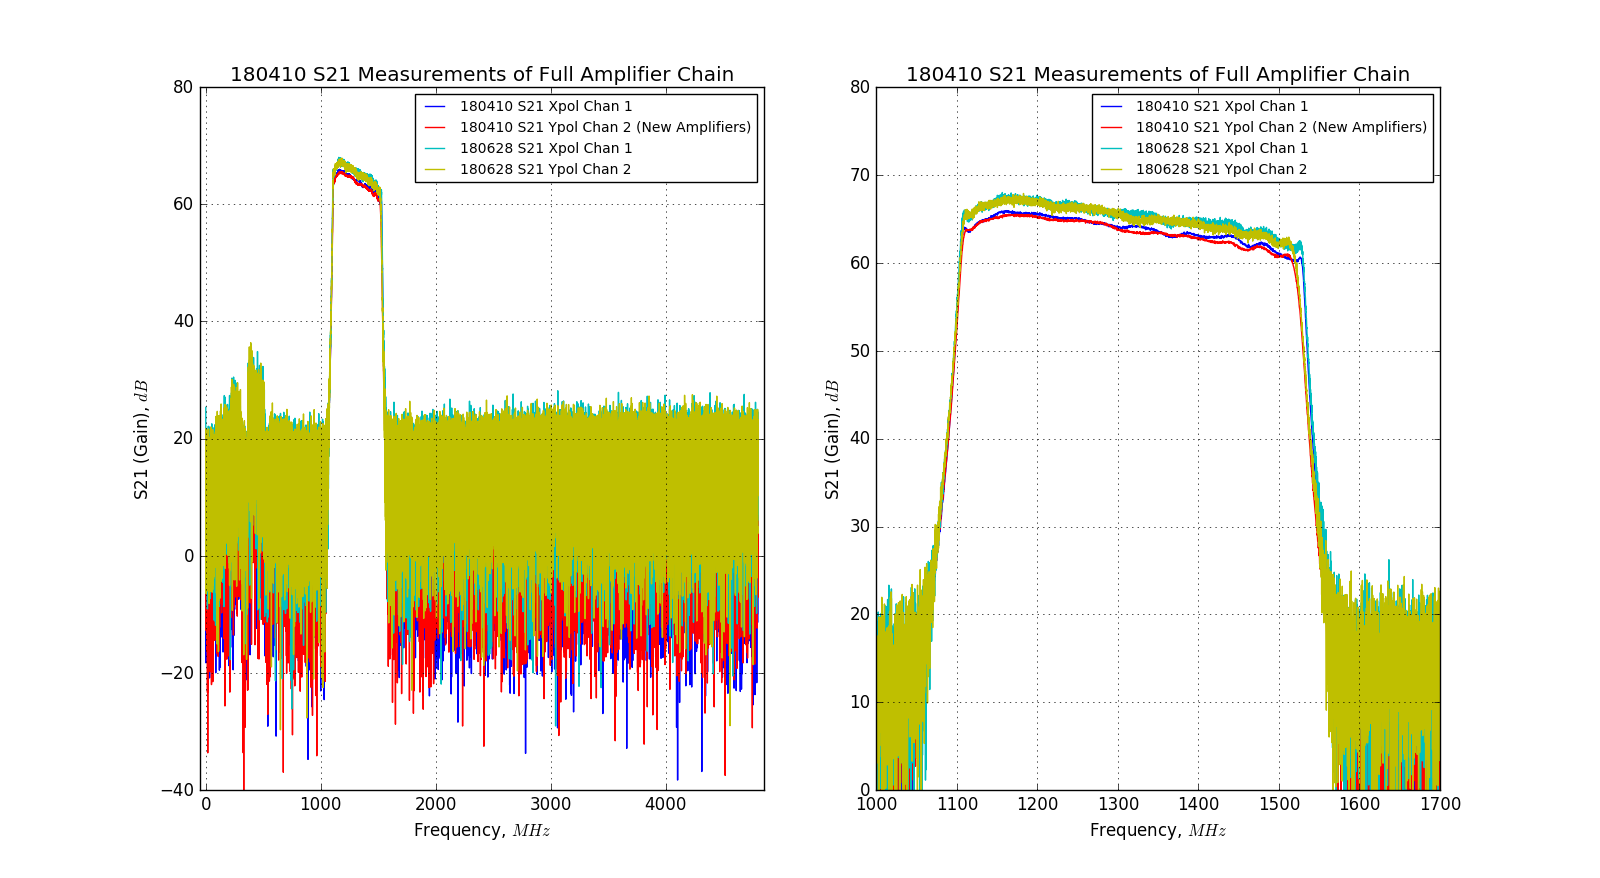 180410 S21 Measurements of Full Amplifier Chain
80
60
40
20
0
−20
−40
S21 (Gain), dB
180410 S21 Xpol Chan 1
180410 S21 Ypol Chan 2 (New Amplifiers)
180628 S21 Xpol Chan 1
180628 S21 Ypol Chan 2
0 1000 2000 3000 4000
Frequency, MHz
180410 S21 Measurements of Full Amplifier Chain
80
70
60
50
40
30
20
10
0
S21 (Gain), dB
180410 S21 Xpol Chan 1
180410 S21 Ypol Chan 2 (New Amplifiers)
180628 S21 Xpol Chan 1
180628 S21 Ypol Chan 2
1000 1100 1200 1300 1400 1500 1600 1700
Frequency, MHz